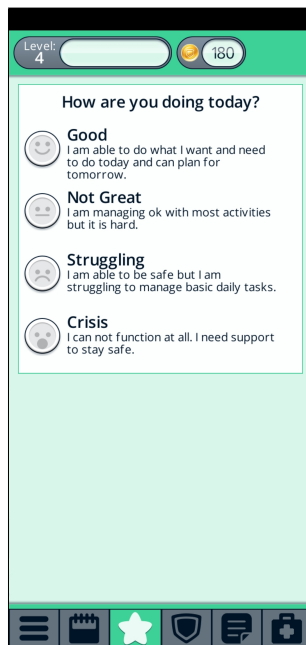 Level:
4
180
How are you doing today?
Good
I am able to do what I want and need
to do today and can plan for
tomorrow.
Not Great
I am managing ok with most activities
but it is hard.
Struggling
I am able to be safe but I am
struggling to manage basic daily tasks.
Crisis
I can not function at all. I need support
to stay safe.